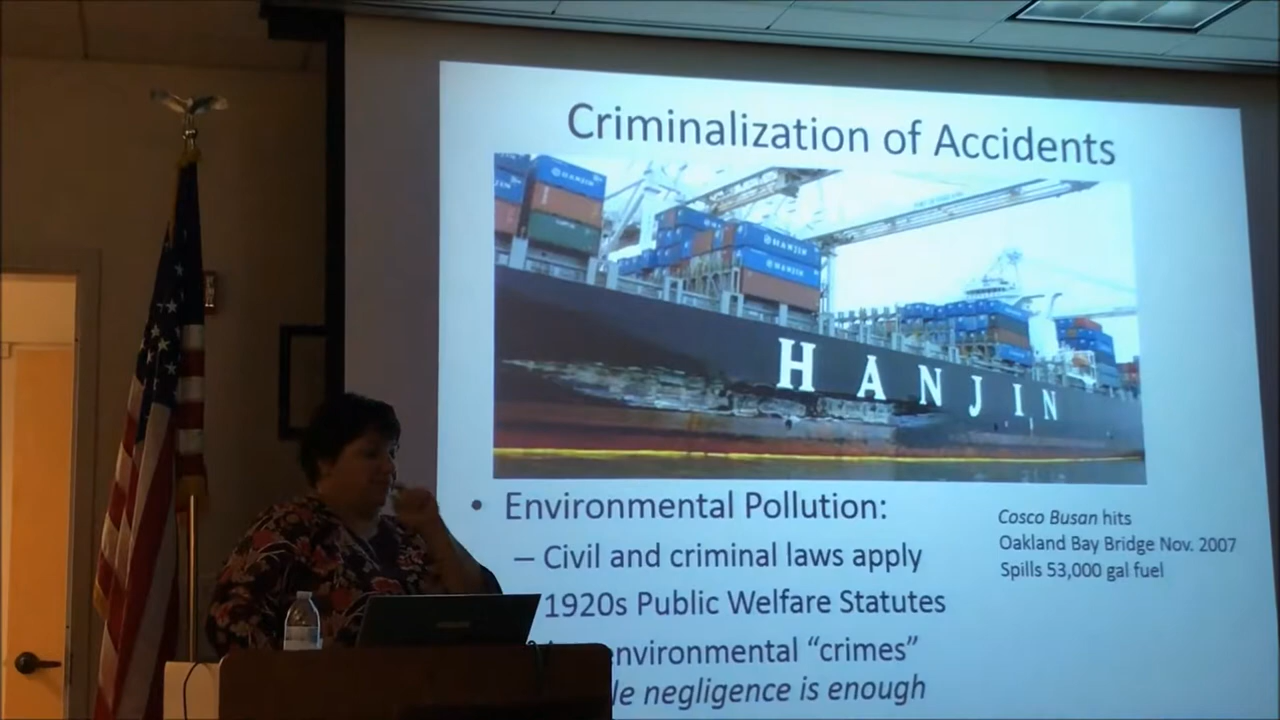 Criminalization of Accidents
HANJIN
HANJIN
HANJIN
HANJIN
• Environmental Pollution:
– Civil and criminal laws apply
1920s Public Welfare Statutes
environmental “crimes”
negligence is enough
Cosco Busan hits
Oakland Bay Bridge Nov. 2007
Spills 53,000 gal fuel